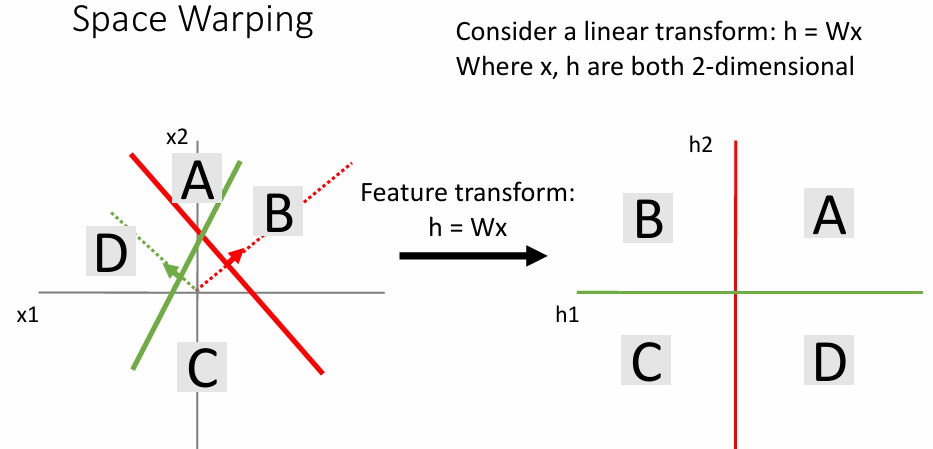 Space Warping
Consider a linear transform: h = Wx
Where x, h are both 2-dimensional
x2
A
B
D
x1
C
Feature transform:
h = Wx
h2
B
A
h1
C
D